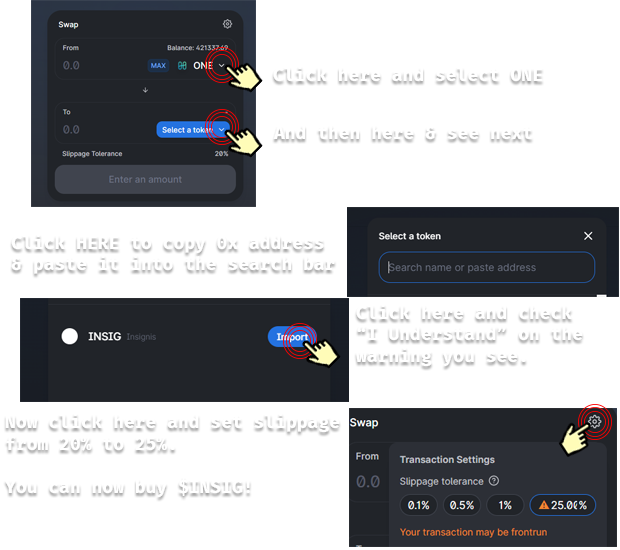 Swap
From
Balance: 421337.69
0.0
MAX
ONE
Click here and select ONE
To
0.0
Select a token
And then here & see next
Slippage Tolerance
20%
Enter an amount
Click HERE to copy 0x address
& paste it into the search bar
Select a token
Search name or paste address
INSIG Insignis
Import
Click here and check
“I Understand” on the
warning you see.
Now click here and set slippage
from 20% to 25%.
You can now buy $INSIG!
Swap
From
0.0
Transaction Settings
Slippage tolerance
0.1%
0.5%
1%
25.00%
Your transaction may be frontrun